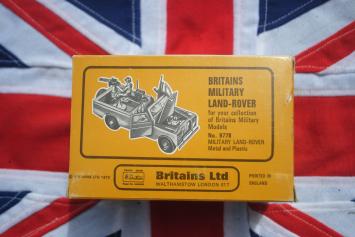 BRITAINS
MILITARY
LAND-ROVER
for your collection
of Britains Military
Models
No. 9778
MILITARY LAND-ROVER
Metal and Plastic
Britains Ltd
WALTHAMSTOW LONDON E17
PRINTED IN
ENGLAND